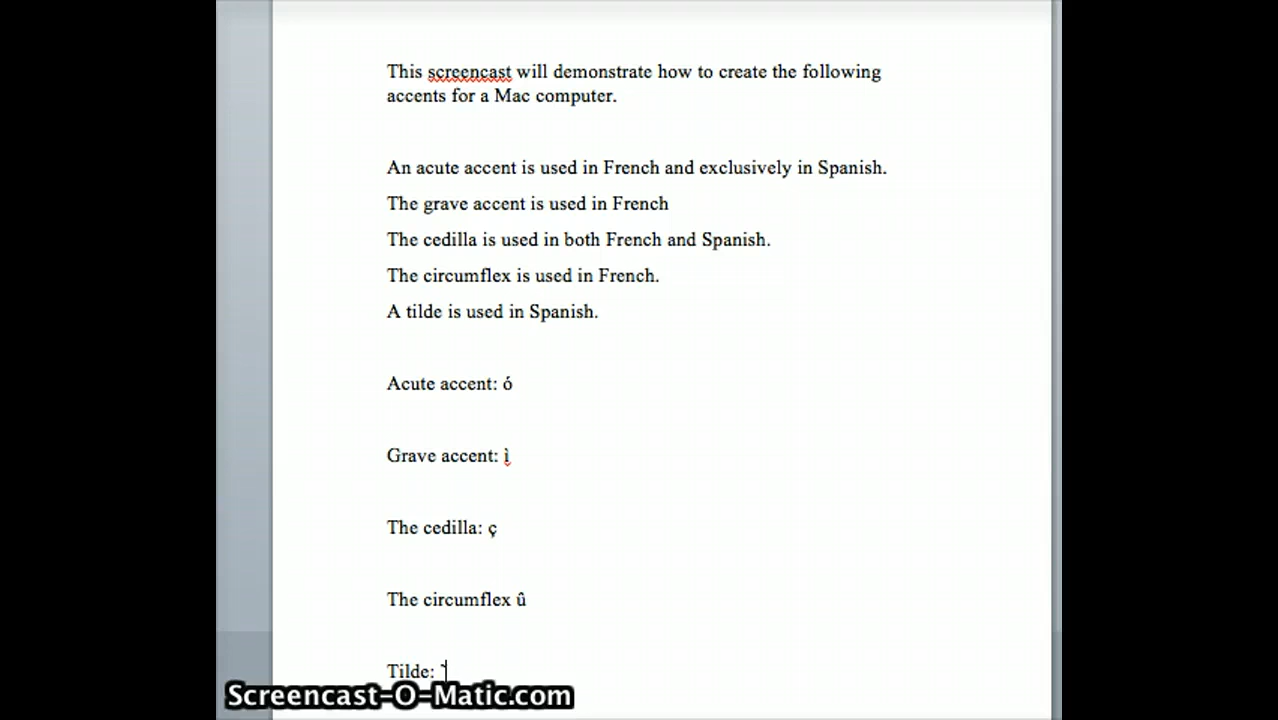 This screencast will demonstrate how to create the following
accents for a Mac computer.
An acute accent is used in French and exclusively in Spanish.
The grave accent is used in French
The cedilla is used in both French and Spanish.
The circumflex is used in French.
A tilde is used in Spanish.
Acute accent: ó
Grave accent: ì
The cedilla: ç
The circumflex û
Tilde: ˜
Screencast-O-Matic.com